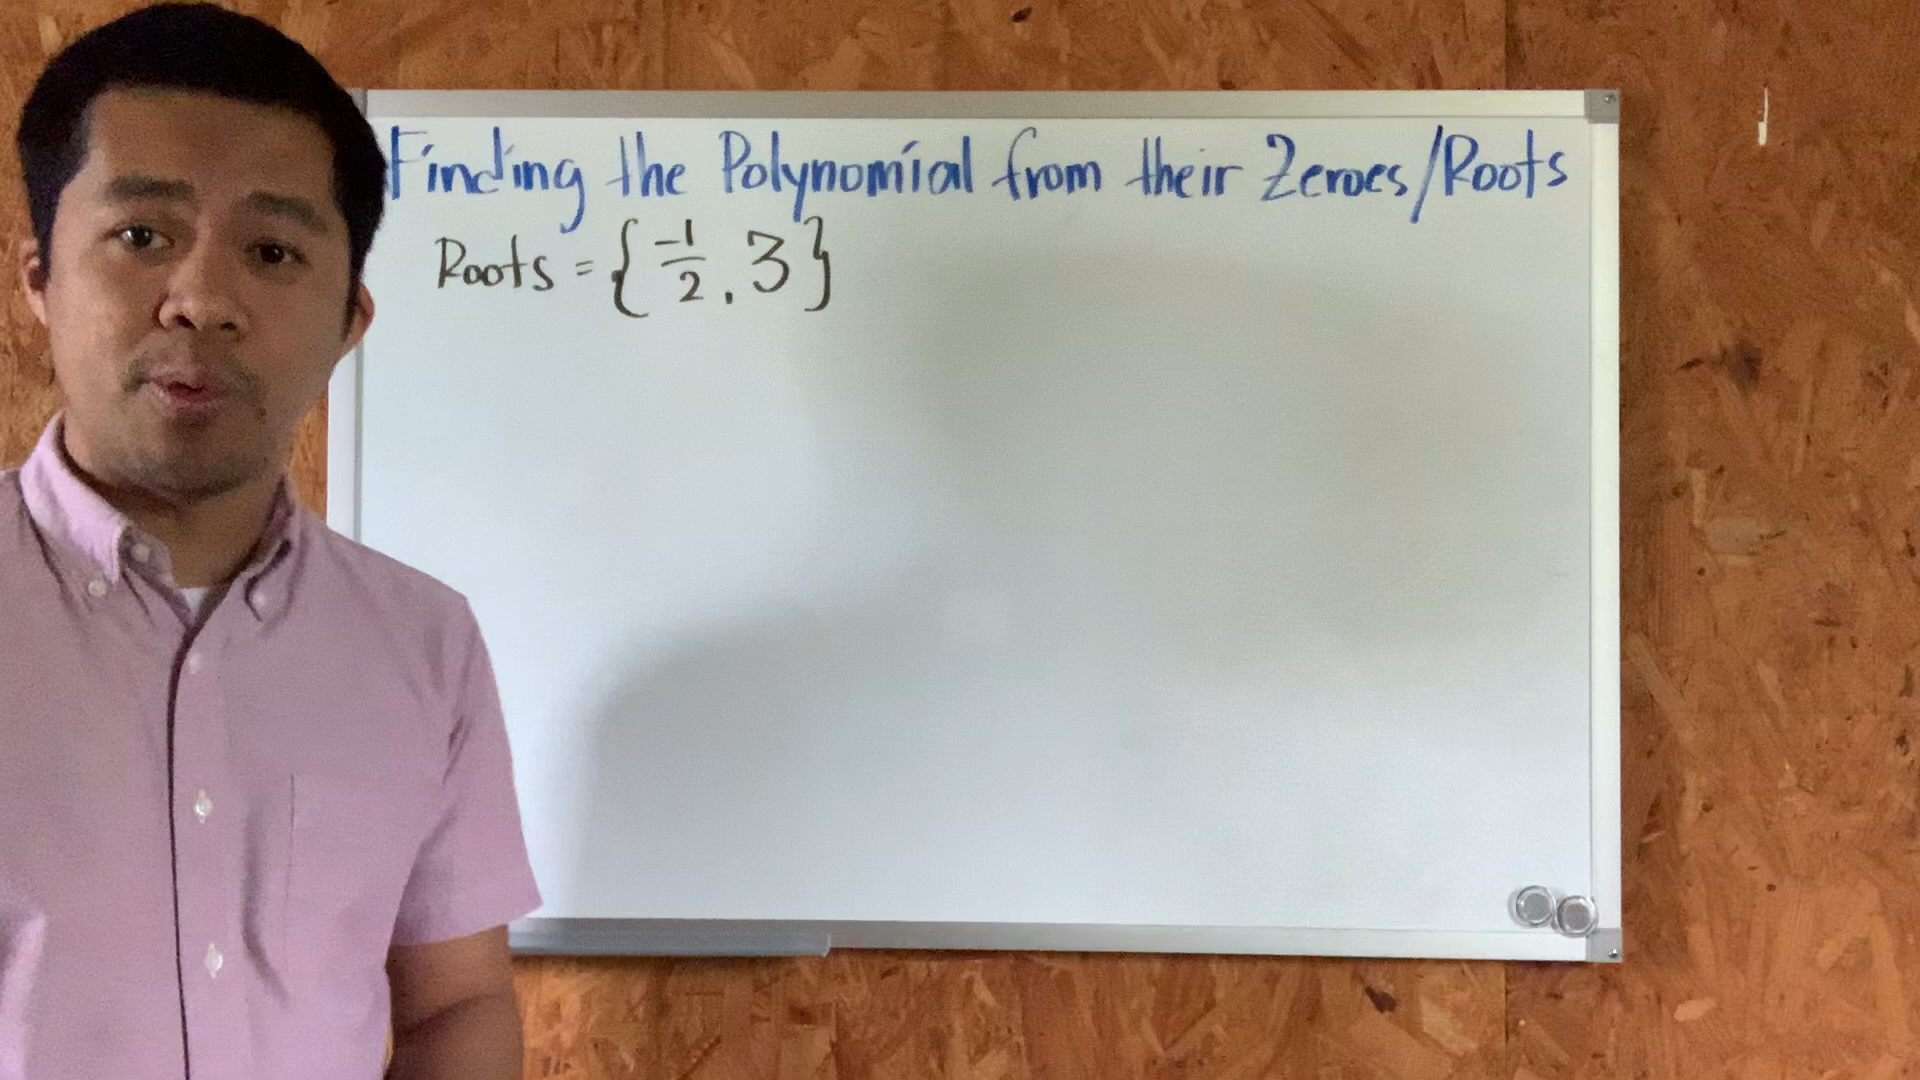 Finding the Polynomial from their Zeroes/Roots
Roots = { -1/2 , 3 }